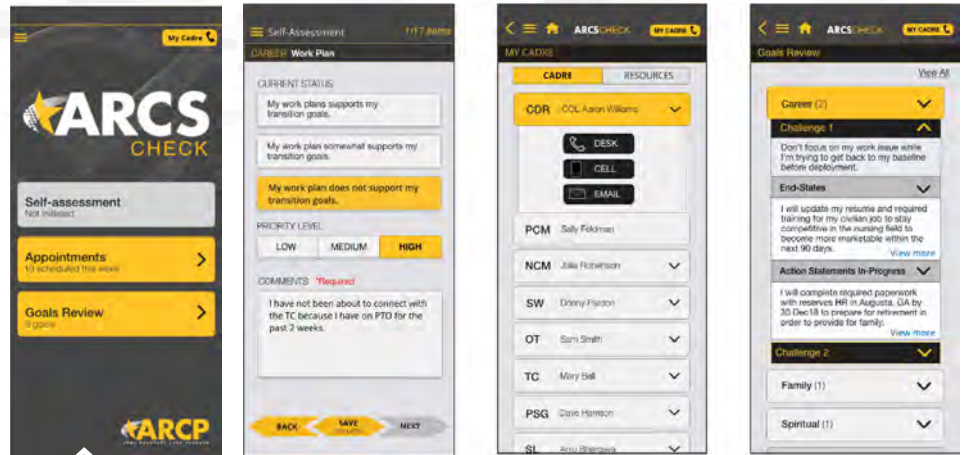 My Cadre
ARCS
CHECK
Self-assessment
Not initiated
Appointments
10 scheduled this week
Goals Review
3 goals
ARCP
Self-Assessment
1/17 items
CAREER Work Plan
CURRENT STATUS
My work plans supports my
transition goals.
My work plan somewhat supports my
transition goals.
My work plan does not support my
transition goals.
PRIORITY LEVEL
LOW MEDIUM HIGH
COMMENTS *Required
I have not been about to connect with
the TC because I have on PTO for the
past 2 weeks.
BACK SAVE NEXT
ARCSCHECK MY CADRE
MY CADRE
CADRE RESOURCES
CDR COL Aaron Williams
DESK
CELL
EMAIL
PCM Sally Feldman
NCM Julia Robertson
SW Donny Pardon
OT Sam Smith
TC Mary Ball
PSG Dave Harrison
SL
ARCSCHECK MY CADRE
Goals Review
View All
Career (2)
Challenge 1
Don't focus on my work issue while
I'm trying to get back to my baseline
before deployment.
End-States
I will update my resume and required
training for my civilian job to stay
competitive in the nursing field to
become more marketable within the
next 90 days.
View more
Action Statements In-Progress
I will complete required paperwork
with reserves HR in Augusta, GA by
30 Dec18 to prepare for retirement in
order to provide for family.
View more
Challenge 2
Family (1)
Spiritual (1)